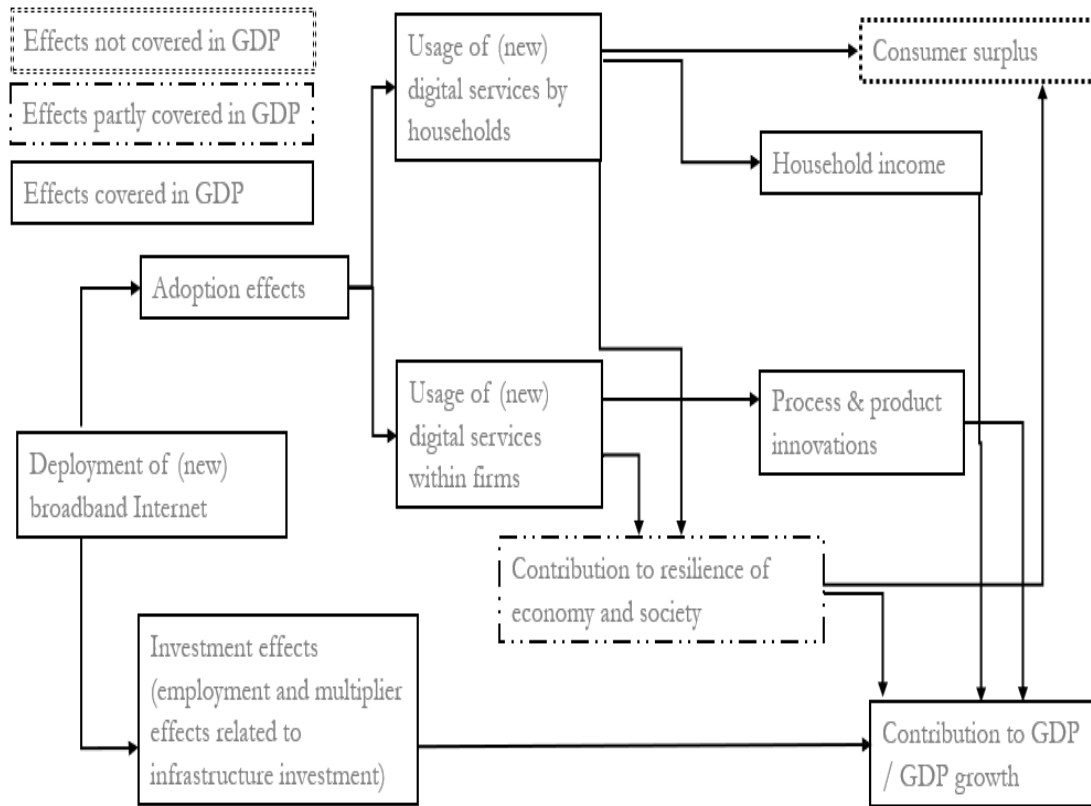 Effects not covered in GDP
Effects partly covered in GDP
Effects covered in GDP
Usage of (new)
digital services by
households
Consumer surplus
Household income
Adoption effects
Usage of (new)
digital services
within firms
Process & product
innovations
Deployment of (new)
broadband Internet
Contribution to resilience of
economy and society
Investment effects
(employment and multiplier
effects related to
infrastructure investment)
Contribution to GDP
/ GDP growth